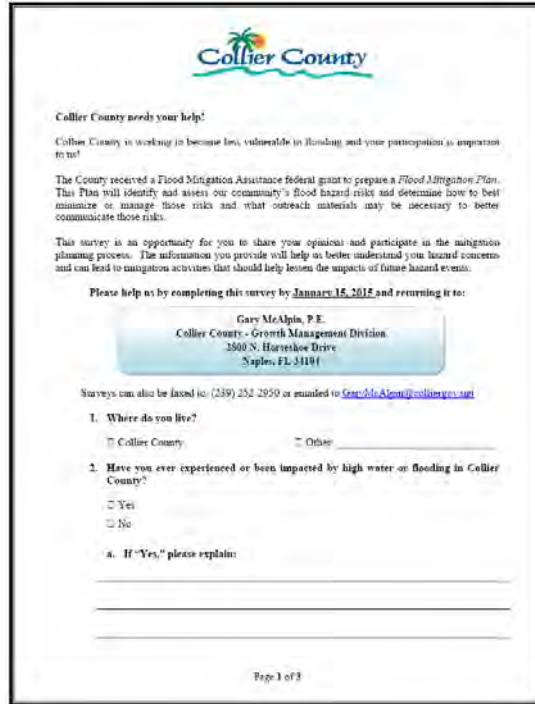 Collier County
Collier County needs your help!
Collier County is working to become less vulnerable to flooding and your participation is important
to us!
The County received a Flood Mitigation Assistance federal grant to prepare a Flood Mitigation Plan.
This Plan will identify and assess our community's flood hazard risks and determine how to best
minimize or manage those risks and what outreach materials may be necessary to better
communicate those risks.
This survey is an opportunity for you to share your opinions and participate in the mitigation
planning process. The information you provide will help us better understand your hazard concerns
and can lead to mitigation activities that should help lessen the impacts of future hazard events.
Please help us by completing this survey by January 15, 2015 and returning it to:
Gary McAlpin, P.E.
Collier County - Growth Management Division
2800 N. Horseshoe Drive
Naples, FL 34104
Surveys can also be faxed to: (239) 252-2950 or emailed to GaryMcAlpin@colliergov.net
1. Where do you live?
☐ Collier County ☐ Other
2. Have you ever experienced or been impacted by high water or flooding in Collier
County?
☐ Yes
☐ No
a. If "Yes," please explain:
Page 1 of 3